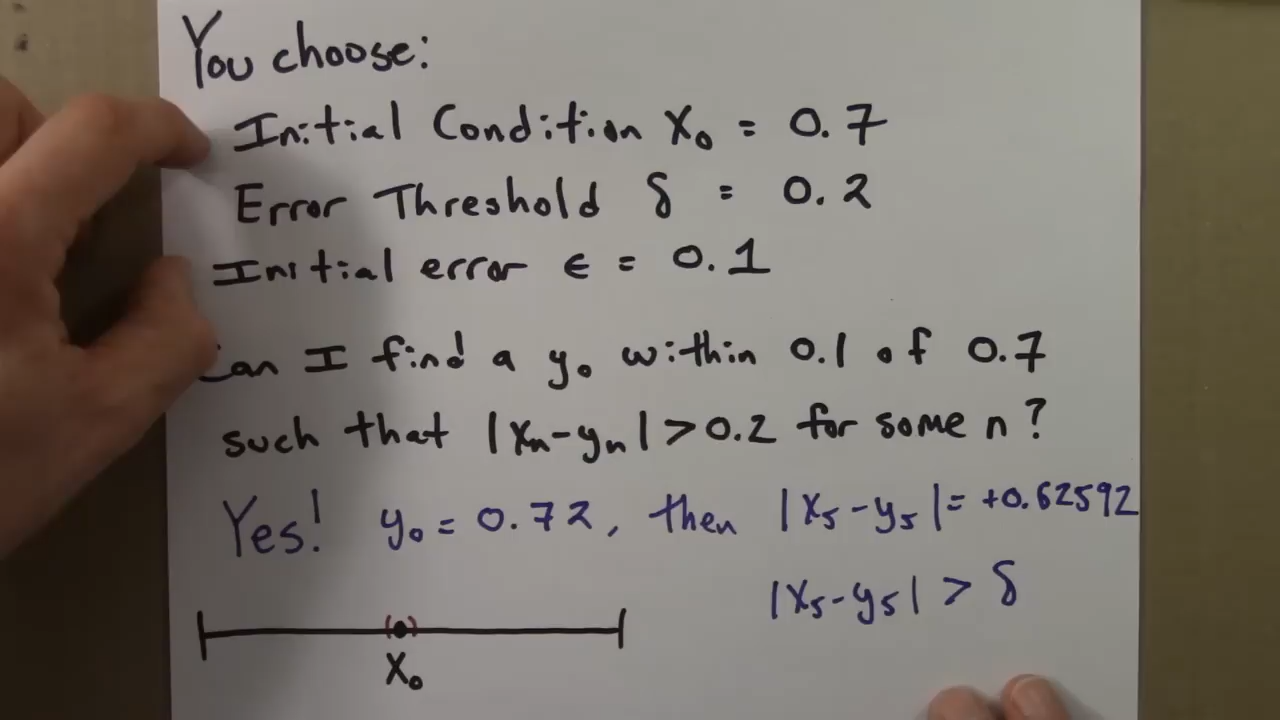 You choose:
Initial Condition X₀ = 0.7
Error Threshold δ = 0.2
Initial error ϵ = 0.1
Can I find a y₀ within 0.1 of 0.7
such that |xₙ-yₙ| > 0.2 for some n?
Yes! y₀ = 0.72, then |x₅-y₅| = +0.62592
|x₅-y₅| > δ
( )
X₀